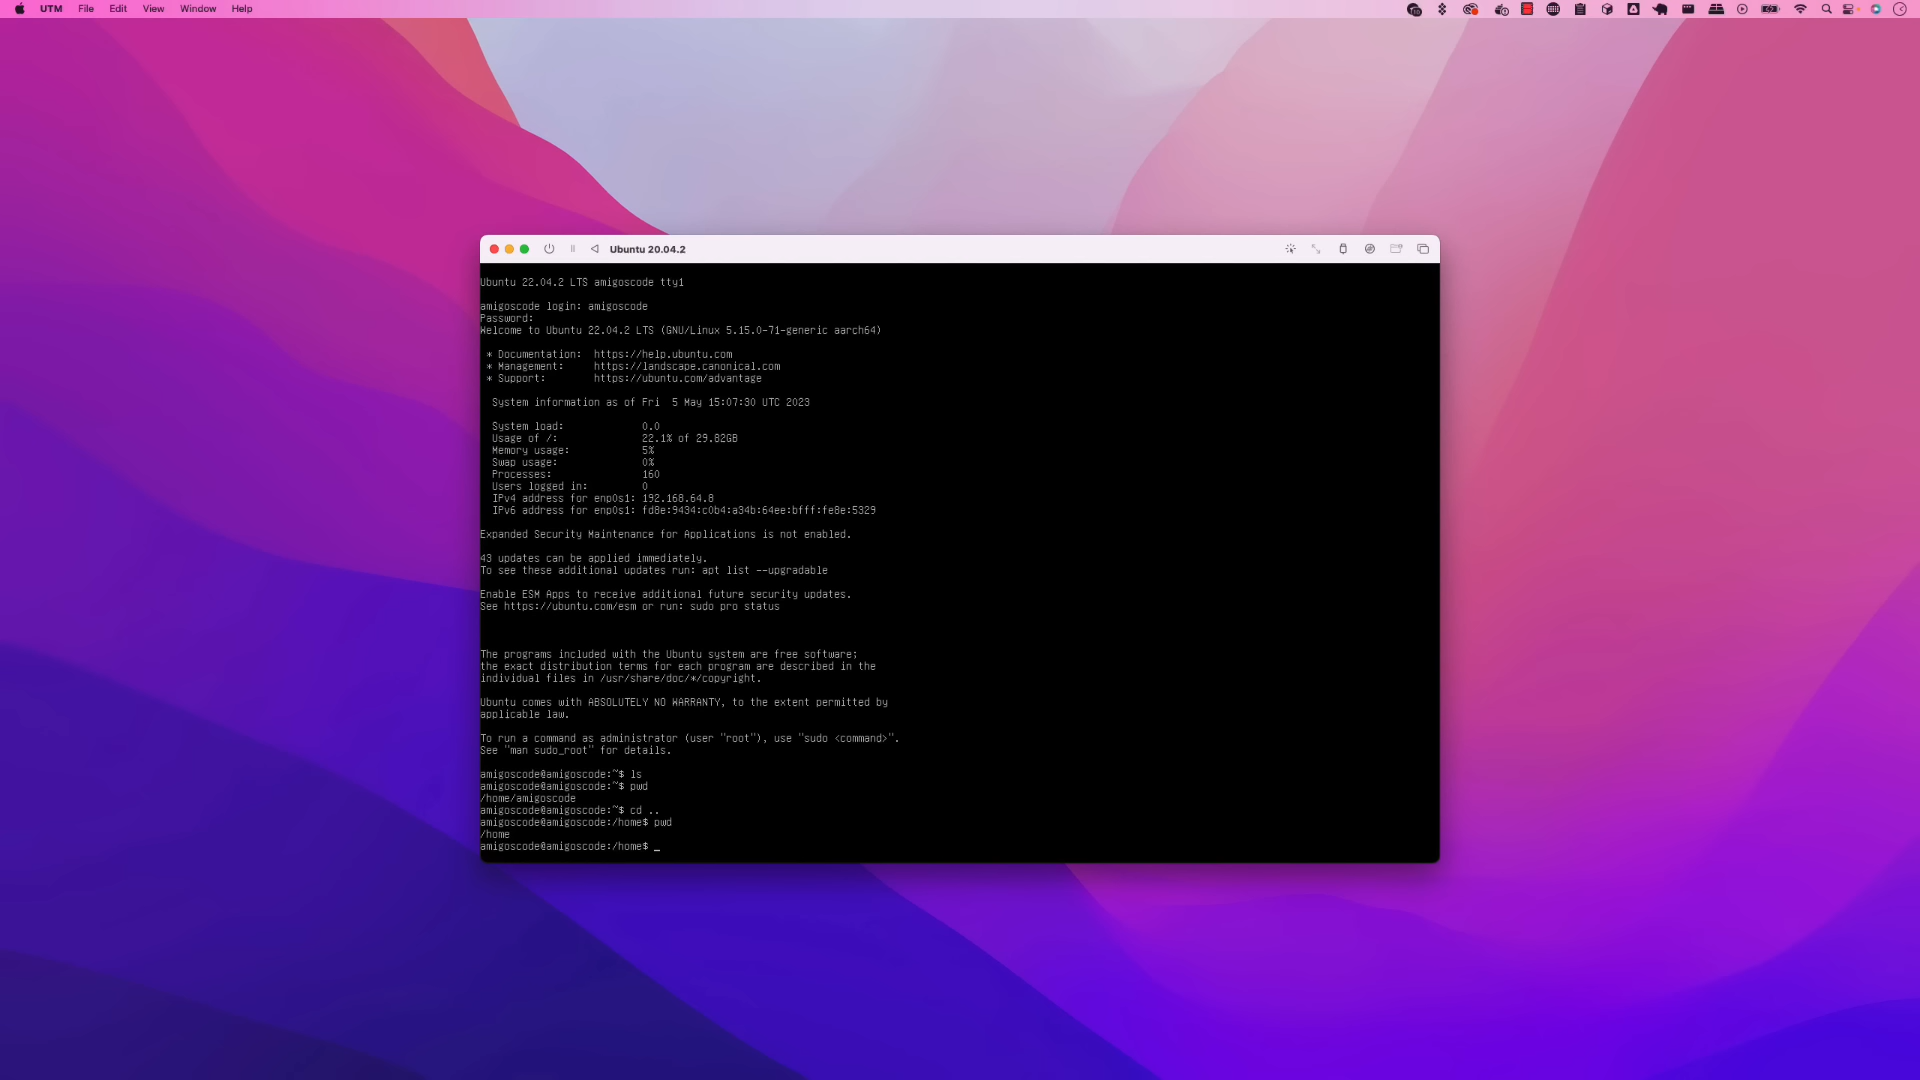 UTM File Edit View Window Help
Ubuntu 20.04.2
Ubuntu 22.04.2 LTS amigoscode tty1
amigoscode login: amigoscode
Password:
Welcome to Ubuntu 22.04.2 LTS (GNU/Linux 5.15.0-71-generic aarch64)
* Documentation: https://help.ubuntu.com
* Management: https://landscape.canonical.com
* Support: https://ubuntu.com/advantage
System information as of Fri 5 May 15:07:30 UTC 2023
System load: 0.0
Usage of /: 22.1% of 29.82GB
Memory usage: 5%
Swap usage: 0%
Processes: 160
Users logged in: 0
IPv4 address for enp0s1: 192.168.64.8
IPv6 address for enp0s1: fd8e:9434:c0b4:a34b:64ee:bfff:fe8e:5329
Expanded Security Maintenance for Applications is not enabled.
43 updates can be applied immediately.
To see these additional updates run: apt list --upgradable
Enable ESM Apps to receive additional future security updates.
See https://ubuntu.com/esm or run: sudo pro status
The programs included with the Ubuntu system are free software;
the exact distribution terms for each program are described in the
individual files in /usr/share/doc/*/copyright.
Ubuntu comes with ABSOLUTELY NO WARRANTY, to the extent permitted by
applicable law.
To run a command as administrator (user "root"), use "sudo <command>".
See "man sudo_root" for details.
amigoscode@amigoscode:~$ ls
amigoscode@amigoscode:~$ pwd
/home/amigoscode
amigoscode@amigoscode:~$ cd ..
amigoscode@amigoscode:/home$ pwd
/home
amigoscode@amigoscode:/home$ _